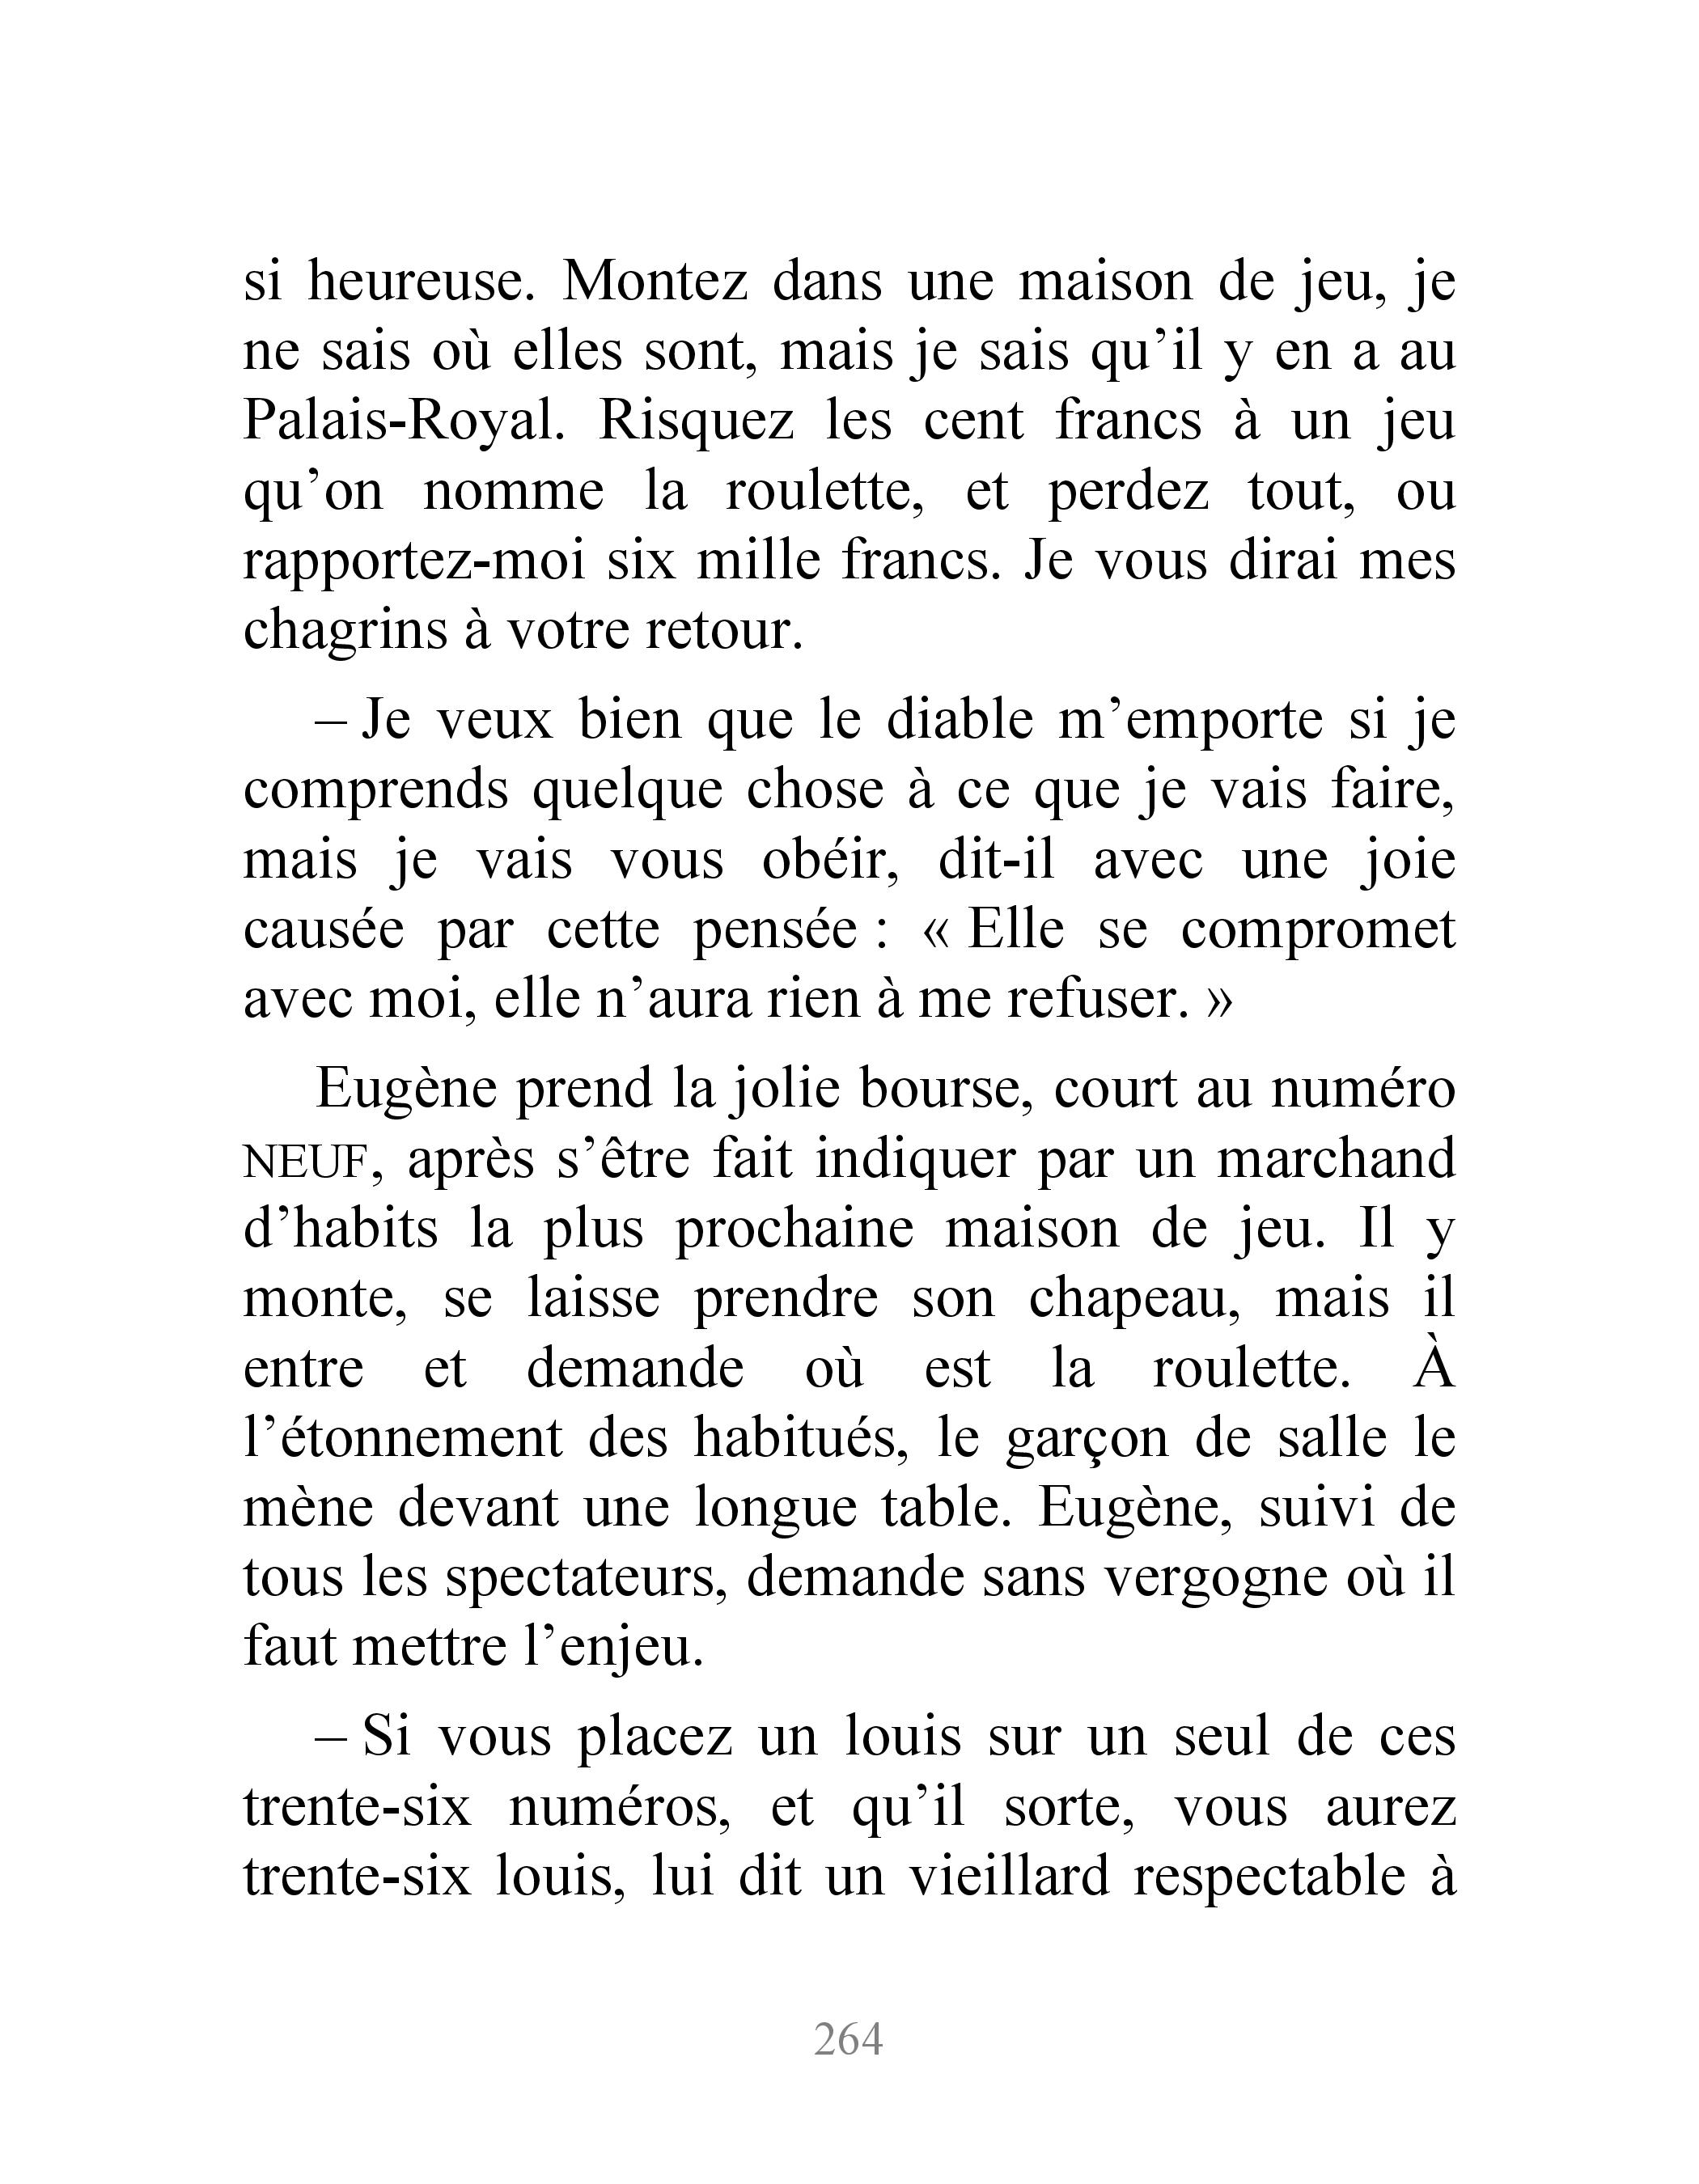 si heureuse. Montez dans une maison de jeu, je
ne sais où elles sont, mais je sais qu’il y en a au
Palais-Royal. Risquez les cent francs à un jeu
qu’on nomme la roulette, et perdez tout, ou
rapportez-moi six mille francs. Je vous dirai mes
chagrins à votre retour.
– Je veux bien que le diable m’emporte si je
comprends quelque chose à ce que je vais faire,
mais je vais vous obéir, dit-il avec une joie
causée par cette pensée : « Elle se compromet
avec moi, elle n’aura rien à me refuser. »
Eugène prend la jolie bourse, court au numéro
NEUF, après s’être fait indiquer par un marchand
d’habits la plus prochaine maison de jeu. Il y
monte, se laisse prendre son chapeau, mais il
entre et demande où est la roulette. À
l’étonnement des habitués, le garçon de salle le
mène devant une longue table. Eugène, suivi de
tous les spectateurs, demande sans vergogne où il
faut mettre l’enjeu.
– Si vous placez un louis sur un seul de ces
trente-six numéros, et qu’il sorte, vous aurez
trente-six louis, lui dit un vieillard respectable à
264